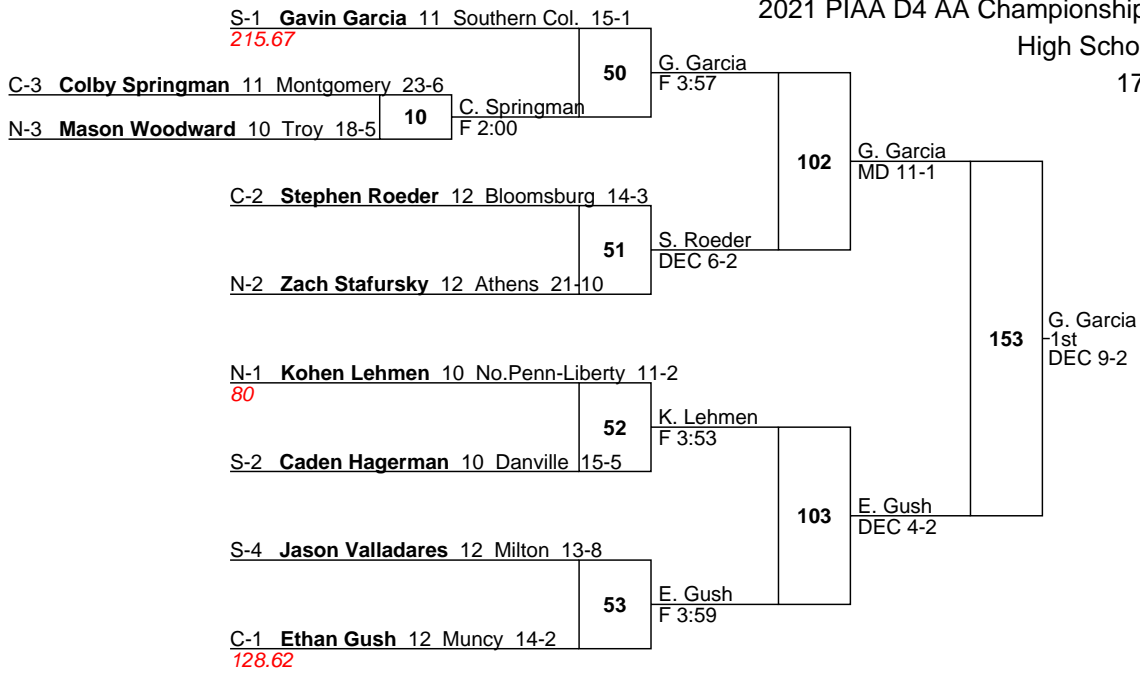 2021 PIAA D4 AA Championship
High Scho
17
S-1 Gavin Garcia 11 Southern Col. 15-1
215.67
50
G. Garcia
F 3:57
C-3 Colby Springman 11 Montgomery 23-6
10
C. Springman
F 2:00
N-3 Mason Woodward 10 Troy 18-5
102
G. Garcia
MD 11-1
C-2 Stephen Roeder 12 Bloomsburg 14-3
51
S. Roeder
DEC 6-2
N-2 Zach Stafursky 12 Athens 21-10
153
G. Garcia
1st
DEC 9-2
N-1 Kohen Lehmen 10 No.Penn-Liberty 11-2
80
52
K. Lehmen
F 3:53
S-2 Caden Hagerman 10 Danville 15-5
103
E. Gush
DEC 4-2
S-4 Jason Valladares 12 Milton 13-8
53
E. Gush
F 3:59
C-1 Ethan Gush 12 Muncy 14-2
128.62